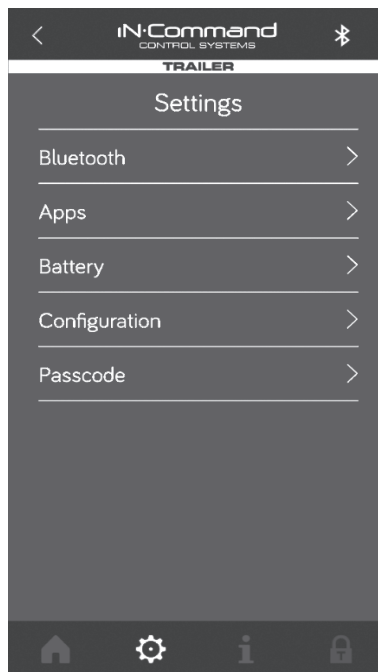 iN·Command
CONTROL SYSTEMS
TRAILER
Settings
Bluetooth
Apps
Battery
Configuration
Passcode